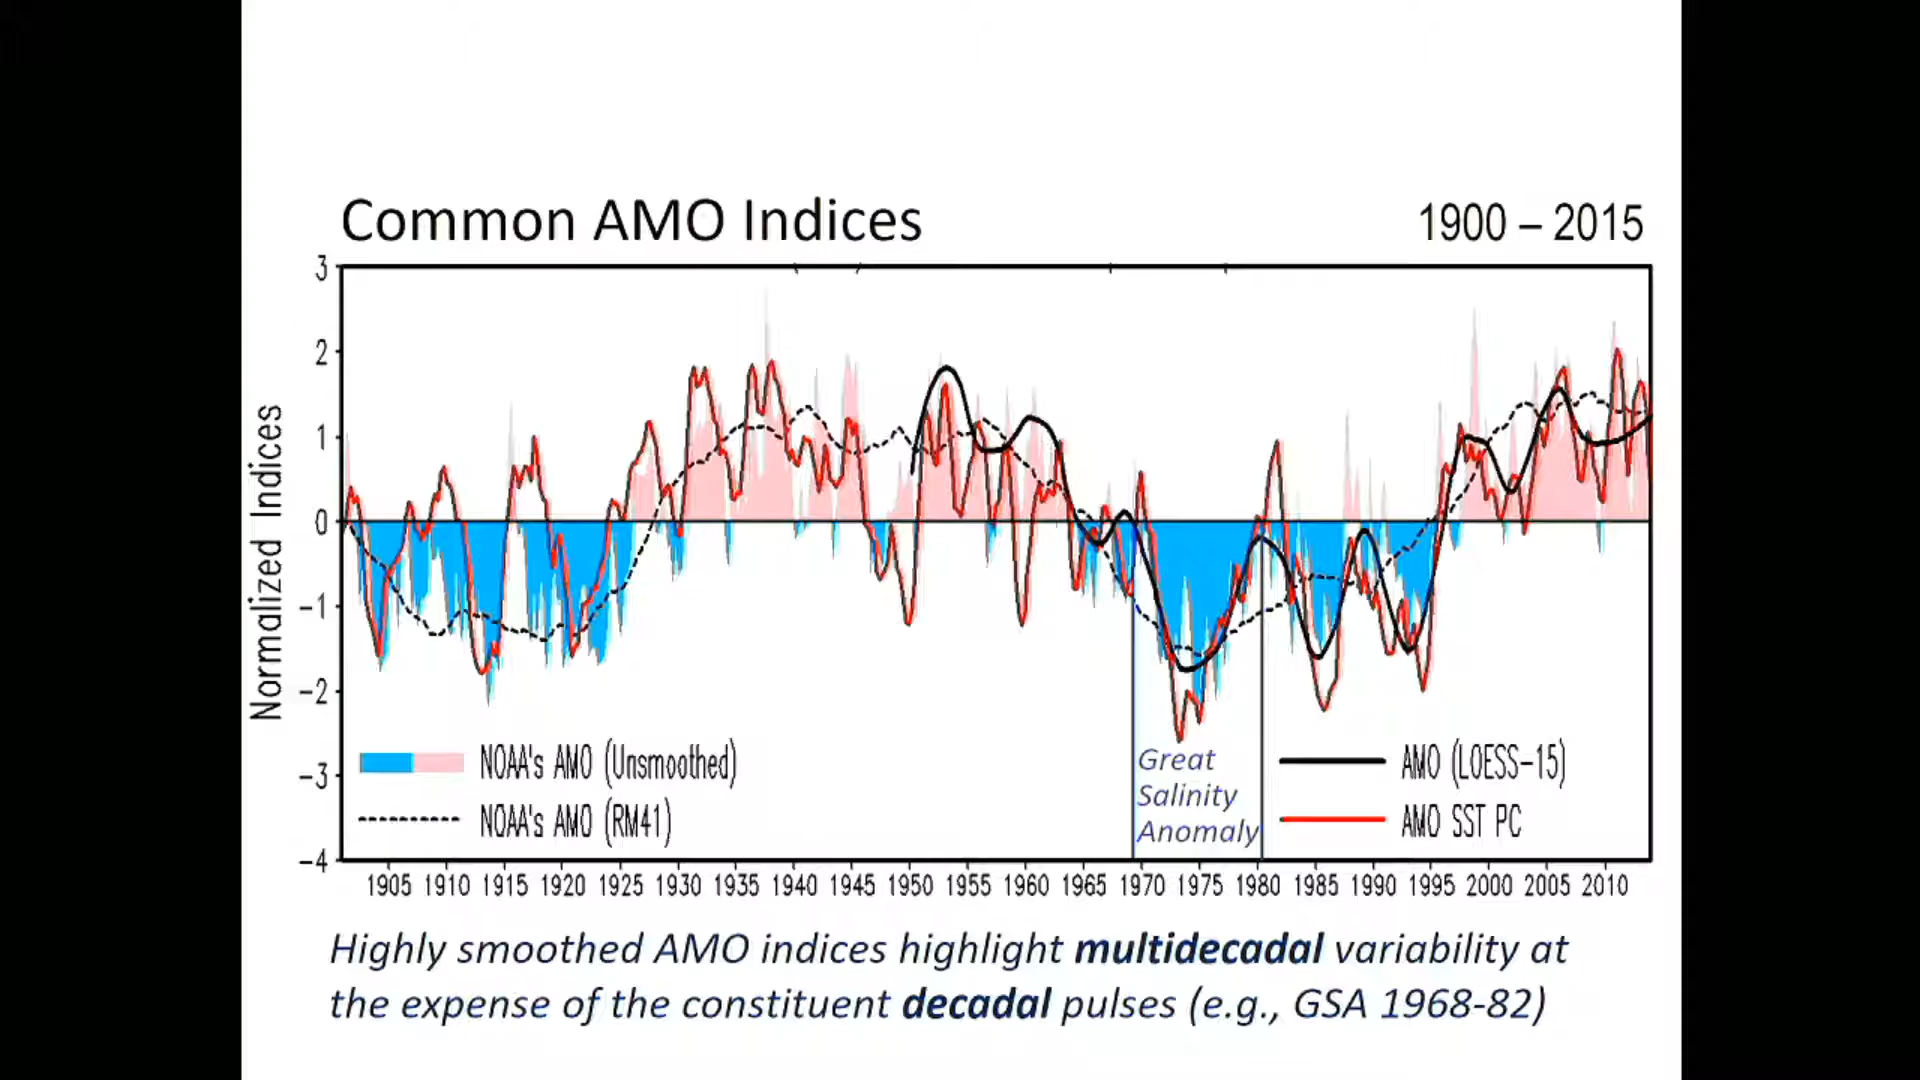 Common AMO Indices
1900 – 2015
Normalized Indices
3
2
1
0
−1
−2
−3
−4
NOAA's AMO (Unsmoothed)
NOAA's AMO (RM41)
Great
Salinity
Anomaly
AMO (LOESS−15)
AMO SST PC
1905 1910 1915 1920 1925 1930 1935 1940 1945 1950 1955 1960 1965 1970 1975 1980 1985 1990 1995 2000 2005 2010
Highly smoothed AMO indices highlight multidecadal variability at
the expense of the constituent decadal pulses (e.g., GSA 1968-82)